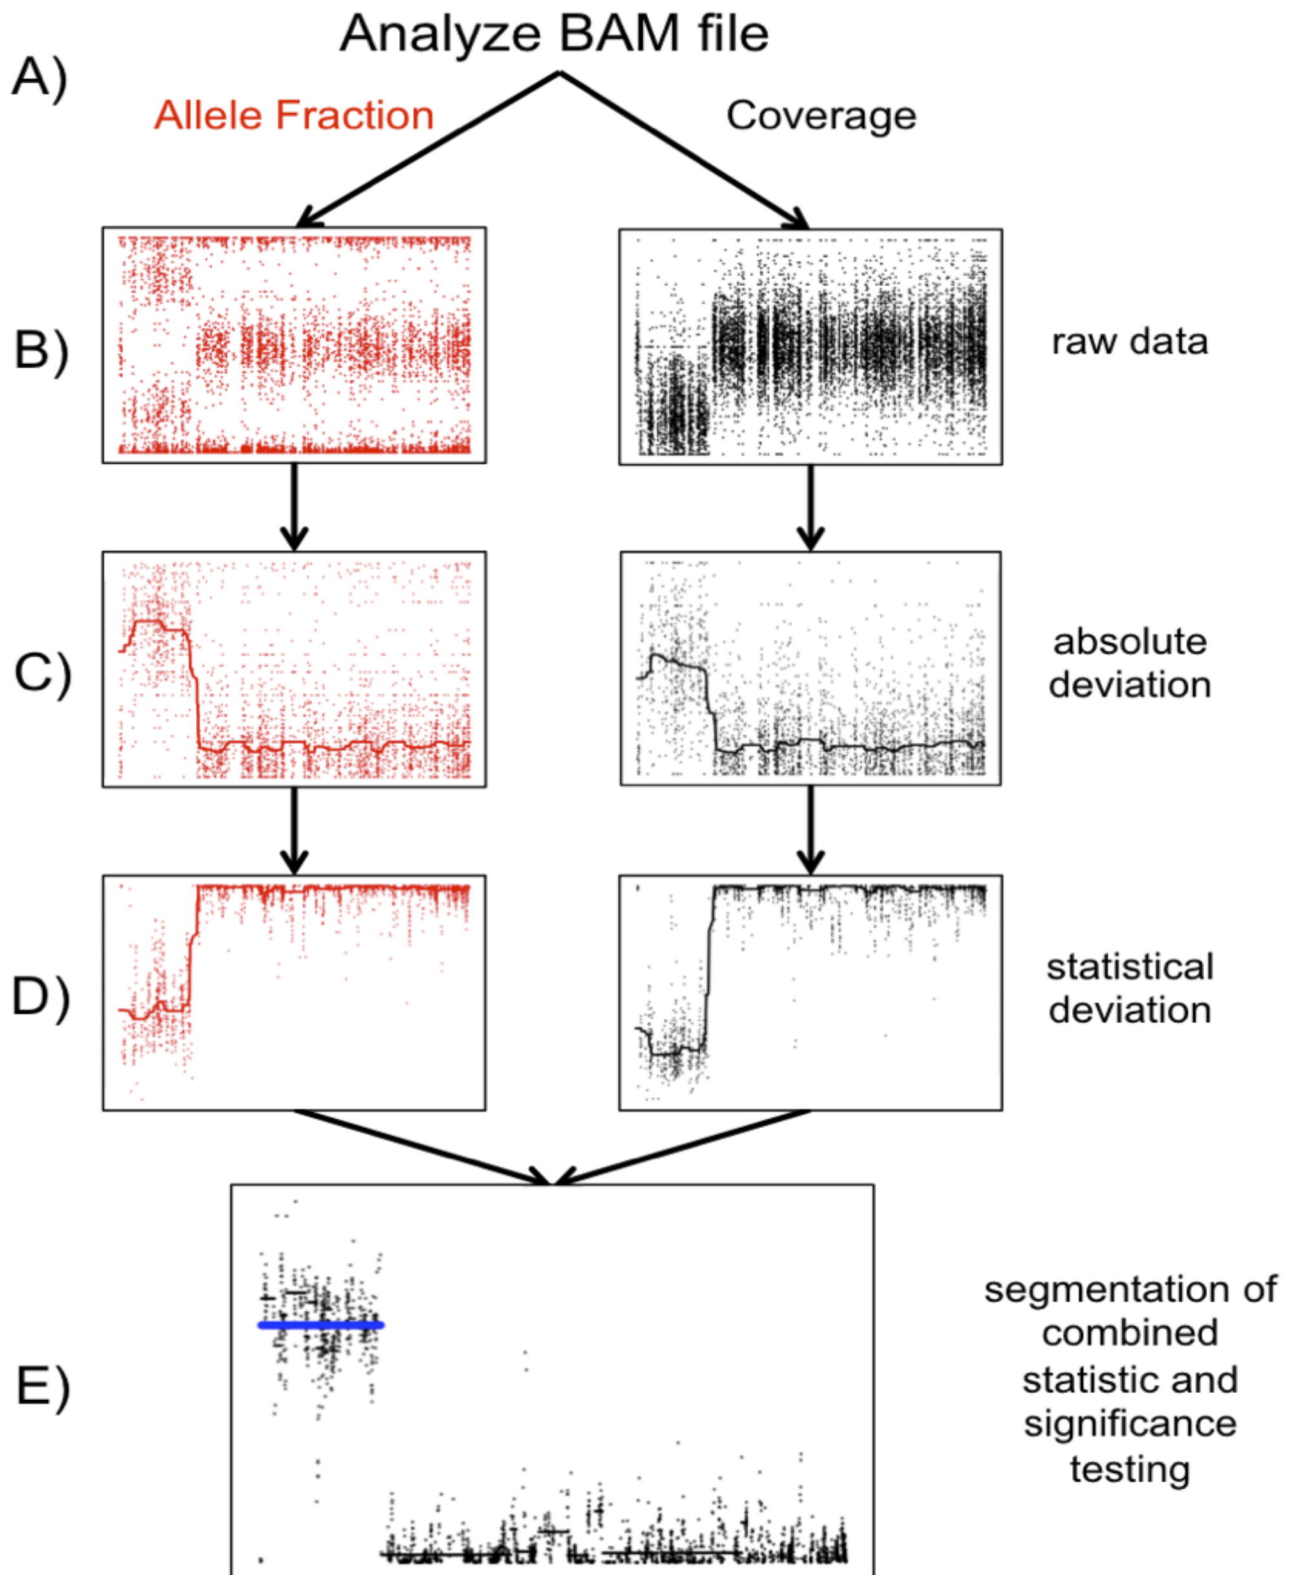 Analyze BAM file
A)
Allele Fraction
Coverage
B)
raw data
C)
absolute
deviation
D)
statistical
deviation
E)
segmentation of
combined
statistic and
significance
testing